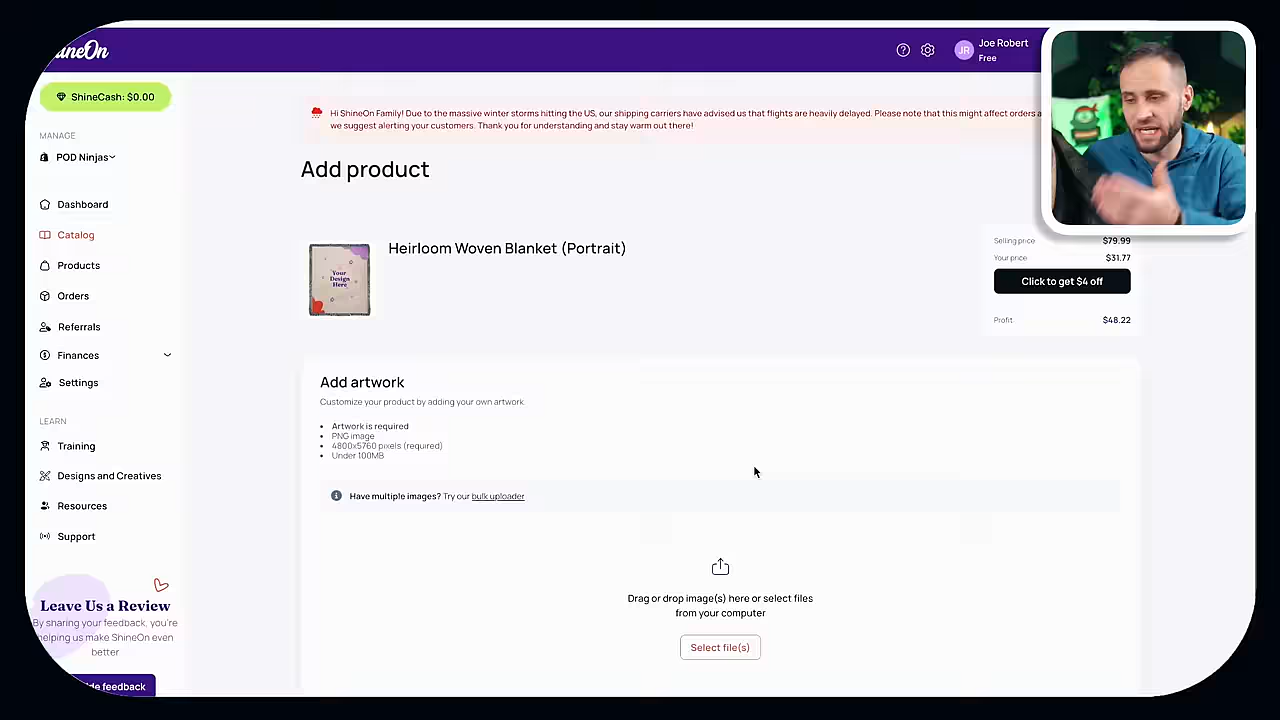 ShineOn
JR
Joe Robert
Free
ShineCash: $0.00
MANAGE
POD Ninjas
Dashboard
Catalog
Products
Orders
Referrals
Finances
Settings
LEARN
Training
Designs and Creatives
Resources
Support
Leave Us a Review
By sharing your feedback, you're
helping us make ShineOn even
better
de feedback
Hi ShineOn Family! Due to the massive winter storms hitting the US, our shipping carriers have advised us that flights are heavily delayed. Please note that this might affect orders a
we suggest alerting your customers. Thank you for understanding and stay warm out there!
Add product
Your
Design
Here
Heirloom Woven Blanket (Portrait)
Selling price $79.99
Your price $31.77
Click to get $4 off
Profit $48.22
Add artwork
Customize your product by adding your own artwork.
• Artwork is required
• PNG image
• 4800x5760 pixels (required)
• Under 100MB
Have multiple images? Try our bulk uploader
Drag or drop image(s) here or select files
from your computer
Select file(s)